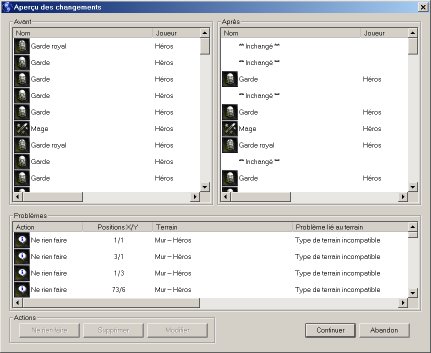 Aperçu des changements
Avant
Nom Joueur
Garde royal Héros
Garde Héros
Garde Héros
Garde Héros
Garde Héros
Mage Héros
Garde royal Héros
Garde Héros
Garde Héros
Après
Nom Joueur
** Inchangé **
** Inchangé **
Garde Héros
** Inchangé **
Garde Héros
Mage Héros
Garde royal Héros
** Inchangé **
Garde Héros
Problèmes
Action Positions X/Y Terrain Problème lié au terrain
Ne rien faire 1/1 Mur – Héros Type de terrain incompatible
Ne rien faire 3/1 Mur – Héros Type de terrain incompatible
Ne rien faire 1/3 Mur – Héros Type de terrain incompatible
Ne rien faire 73/6 Mur – Héros Type de terrain incompatible
Actions
Ne rien faire Supprimer Modifier
Continuer Abandon